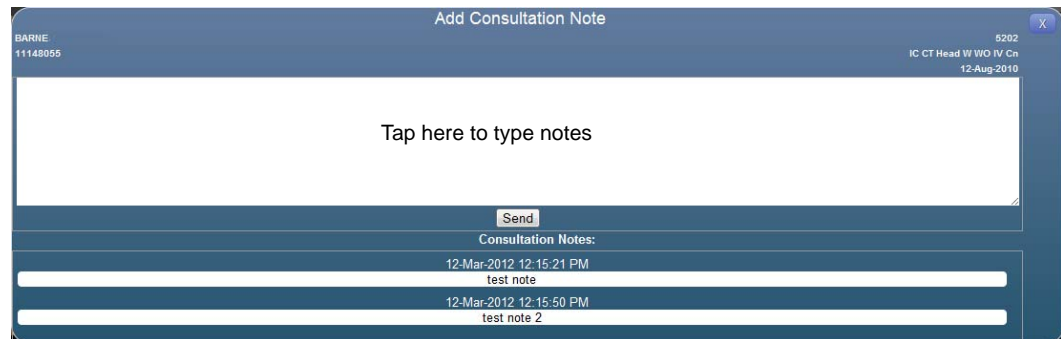 Add Consultation Note
X
BARNE
5202
11148055
IC CT Head W WO IV Cn
12-Aug-2010
Tap here to type notes
Send
Consultation Notes:
12-Mar-2012 12:15:21 PM
test note
12-Mar-2012 12:15:50 PM
test note 2